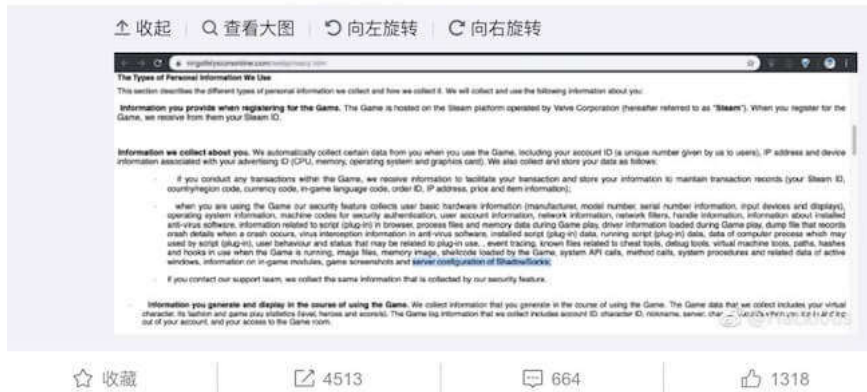 收起 查看大图 向左旋转 向右旋转
The Types of Personal Information We Use
This section describes the different types of personal information we collect and how we collect it. We will collect and use the following information about you:
Information you provide when registering for the Game. The Game is hosted on the Steam platform operated by Valve Corporation (hereafter referred to as "Steam"). When you register for the
Game, we receive from them your Steam ID.
Information we collect about you. We automatically collect certain data from you when you use the Game, including your account ID (a unique number given by us to users), IP address and device
information associated with your advertising ID (CPU, memory, operating system and graphics card). We also collect and store your data as follows:
· if you conduct any transactions within the Game, we receive information to facilitate your transaction and store your information to maintain transaction records (your Steam ID,
country/region code, currency code, in-game language code, order ID, IP address, price and item information);
· when you are using the Game our security feature collects user basic hardware information (manufacturer, model number, serial number information, input devices and displays),
operating system information, machine codes for security authentication, user account information, network information, network filters, handle information, information about installed
anti-virus software, information related to script (plug-in) in browser, process files and memory data during Game play, driver information loaded during Game play, dump file that records
crash details when a crash occurs, virus interception information in anti-virus software, installed script (plug-in) data, running script (plug-in) data, data of computer process which may
used by script (plug-in), user behaviour and status that may be related to plug-in use, , event tracing, known files related to cheat tools, debug tools, virtual machine tools, paths, hashes
and hooks in use when the Game is running, image files, memory image, shellcode loaded by the Game, system API calls, method calls, system procedures and related data of active
windows, information on in-game modules, game screenshots and server configuration of ShadowSocks;
· if you contact our support team, we collect the same information that is collected by our security feature.
· Information you generate and display in the course of using the Game. We collect information that you generate in the course of using the Game. The Game data that we collect includes your virtual
character, its fashion and game play statistics (level, heroes and scores). The Game log information that we collect includes account ID, character ID, nickname, server,
out of your account, and your access to the Game room.
收藏 4513 664 1318